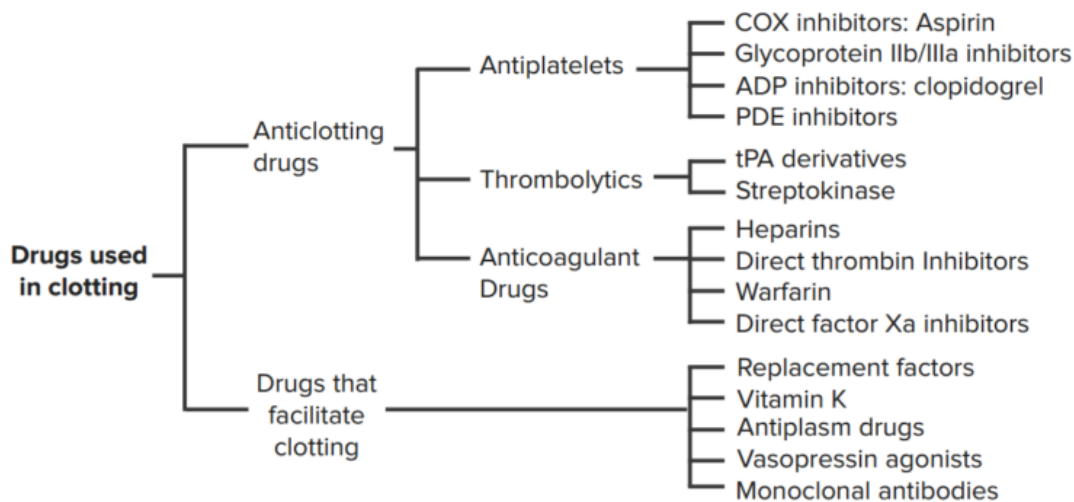 COX inhibitors: Aspirin
Glycoprotein IIb/IIIa inhibitors
Antiplatelets
ADP inhibitors: clopidogrel
PDE inhibitors
Anticlotting
drugs
tPA derivatives
Thrombolytics
Streptokinase
Heparins
Anticoagulant
Drugs
Direct thrombin Inhibitors
Warfarin
Direct factor Xa inhibitors
Drugs used
in clotting
Replacement factors
Drugs that
facilitate
clotting
Vitamin K
Antiplasm drugs
Vasopressin agonists
Monoclonal antibodies